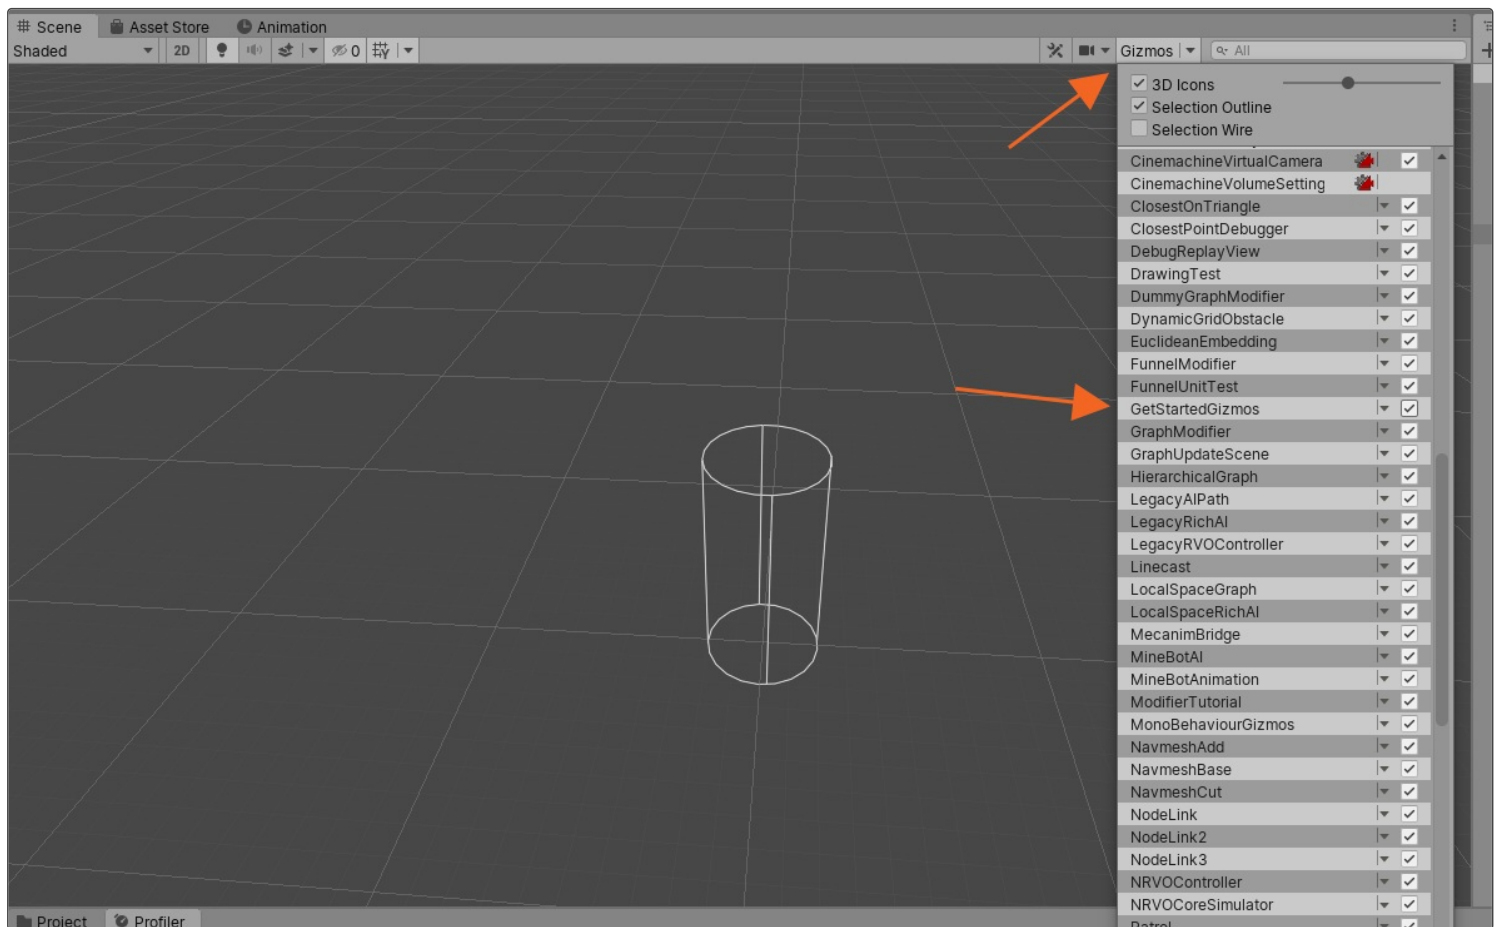 Scene Asset Store Animation
Shaded 2D 0 Gizmos All
3D Icons
Selection Outline
Selection Wire
CinemachineVirtualCamera
CinemachineVolumeSetting
ClosestOnTriangle
ClosestPointDebugger
DebugReplayView
DrawingTest
DummyGraphModifier
DynamicGridObstacle
EuclideanEmbedding
FunnelModifier
FunnelUnitTest
GetStartedGizmos
GraphModifier
GraphUpdateScene
HierarchicalGraph
LegacyAIPath
LegacyRichAI
LegacyRVOController
Linecast
LocalSpaceGraph
LocalSpaceRichAI
MecanimBridge
MineBotAI
MineBotAnimation
ModifierTutorial
MonoBehaviourGizmos
NavmeshAdd
NavmeshBase
NavmeshCut
NodeLink
NodeLink2
NodeLink3
NRVOController
NRVOCoreSimulator
Patrol
Project Profiler